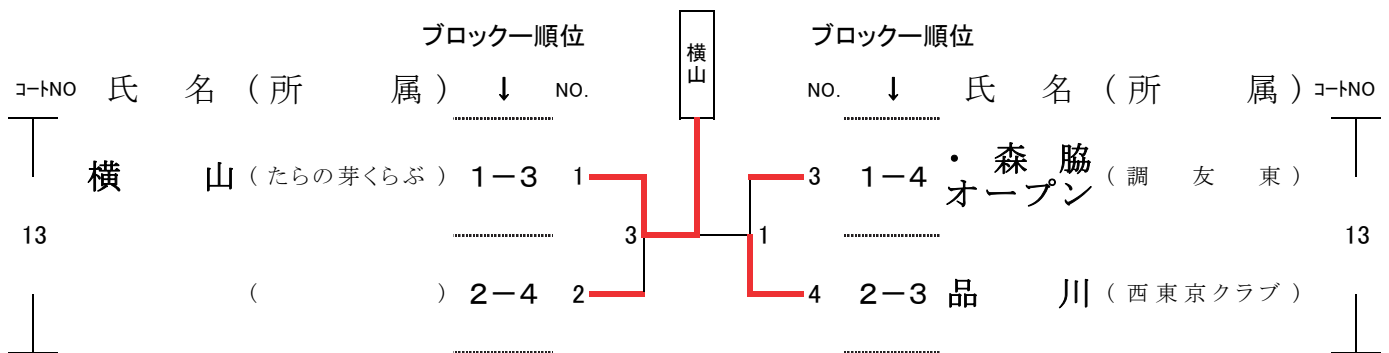 ブロック一順位 ブロック一順位
横山
コートNO 氏 名 (所 属) ↓ NO. NO. ↓ 氏 名 (所 属) コートNO
横 山 (たらの芽くらぶ) 1－3 1 3 1－4 ・ 森 脇 (調 友 東)
オープン
13 3 1 13
( ) 2－4 2 4 2－3 品 川 (西東京クラブ)